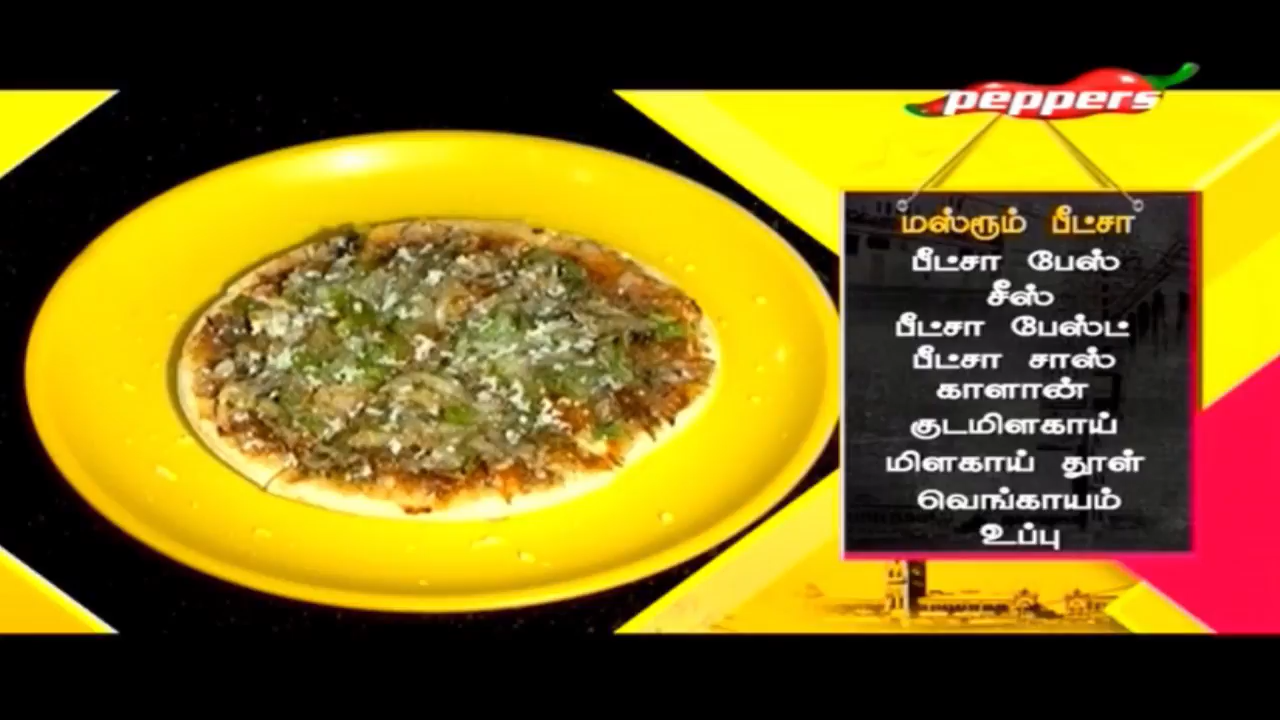 peppers
மஸ்ரூம் பீட்சா
பீட்சா பேஸ்
சீஸ்
பீட்சா பேஸ்ட்
பீட்சா சாஸ்
காளான்
குடமிளகாய்
மிளகாய் தூள்
வெங்காயம்
உப்பு